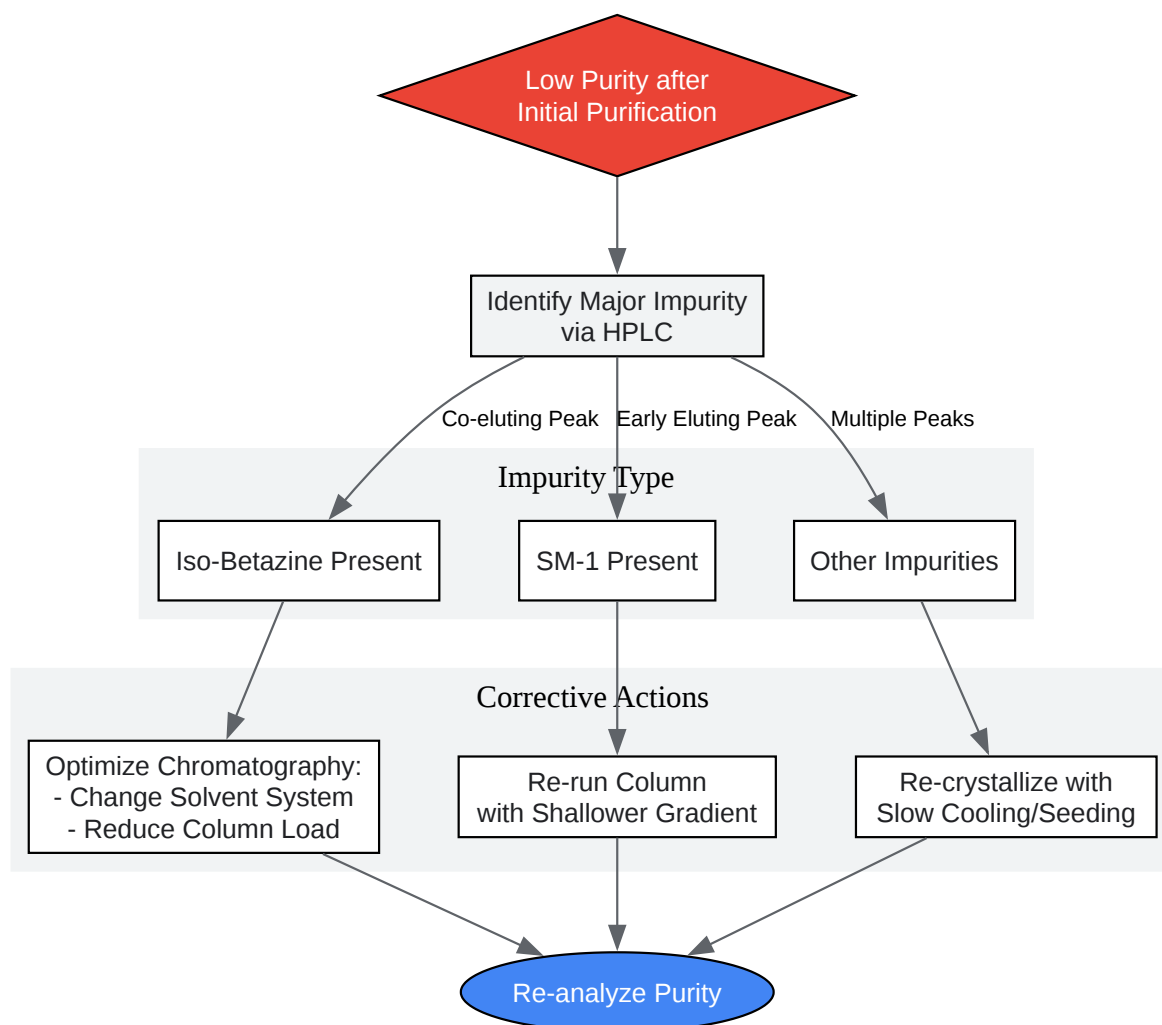 Low Purity after
Initial Purification
Identify Major Impurity
via HPLC
Co-eluting Peak
Early Eluting Peak
Multiple Peaks
Impurity Type
Iso-Betazine Present
SM-1 Present
Other Impurities
Corrective Actions
Optimize Chromatography:
- Change Solvent System
- Reduce Column Load
Re-run Column
with Shallower Gradient
Re-crystallize with
Slow Cooling/Seeding
Re-analyze Purity